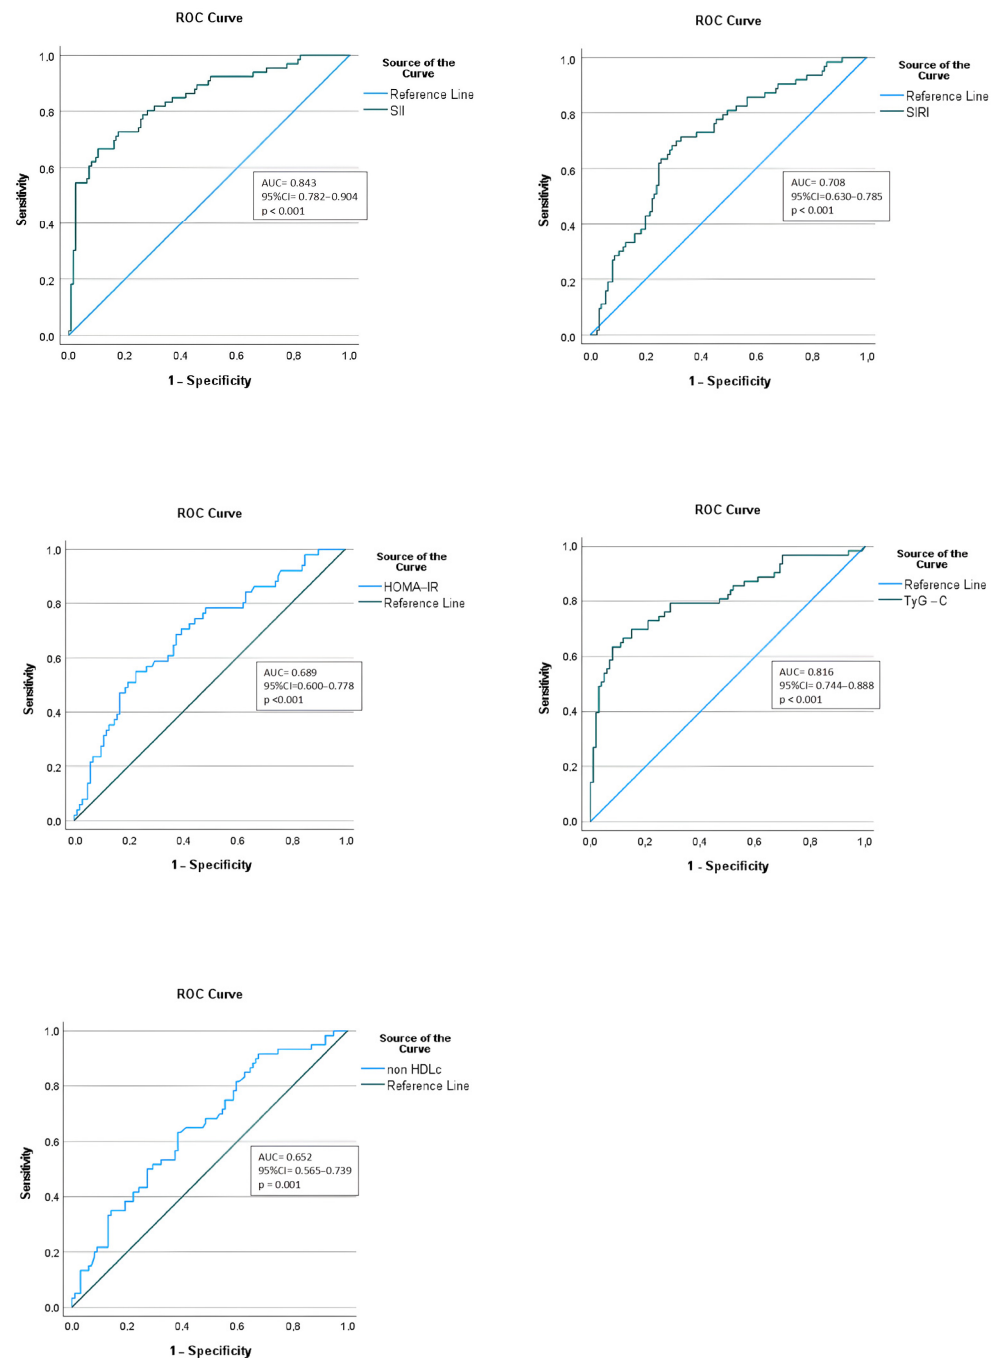 ROC Curve
Source of the
Curve
Reference Line
SII
1.0
0.8
0.6
0.4
0.2
0.0
Sensitivity
AUC= 0.843
95%CI= 0.782–0.904
p < 0.001
0.0 0.2 0.4 0.6 0,8 1.0
1 – Specificity
ROC Curve
Source of the
Curve
Reference Line
SIRI
1.0
0.8
0.6
0.4
0.2
0.0
Sensitivity
AUC= 0.708
95%CI=0.630–0.785
p < 0.001
0.0 0.2 0.4 0.6 0.8 1,0
1 – Specificity
ROC Curve
Source of the
Curve
HOMA–IR
Reference Line
1.0
0.8
0.6
0.4
0.2
0.0
Sensitivity
AUC= 0.689
95%CI=0.600–0.778
p <0.001
0.0 0.2 0.4 0.6 0,8 1.0
1 – Specificity
ROC Curve
Source of the
Curve
Reference Line
TyG –C
1.0
0.8
0.6
0.4
0.2
0.0
Sensitivity
AUC= 0.816
95%CI= 0.744–0.888
p < 0.001
0,0 0,2 0,4 0,6 0,8 1,0
1 - Specificity
ROC Curve
Source of the
Curve
non HDLc
Reference Line
1.0
0.8
0.6
0.4
0.2
0.0
Sensitivity
AUC= 0.652
95%CI= 0.565–0.739
p = 0.001
0.0 0,2 0.4 0.6 0,8 1.0
1 – Specificity